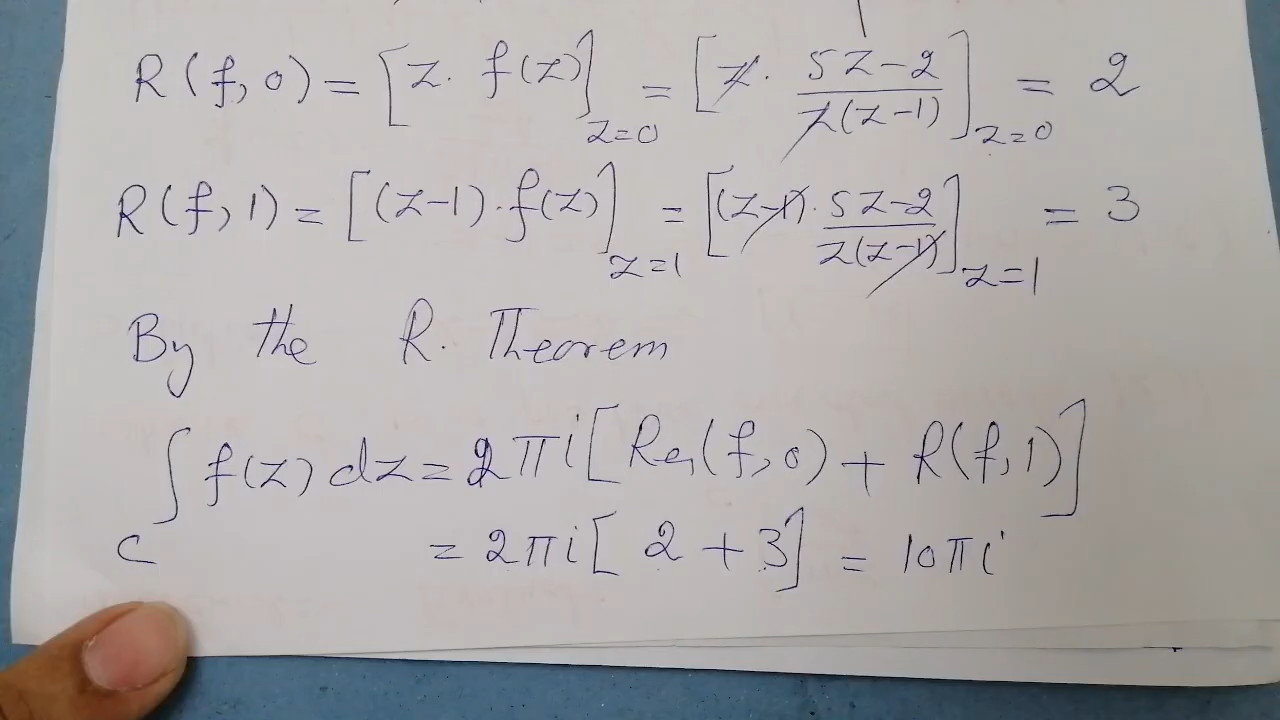 R(f,0) = [z. f(z)]z=0 = [z. 5z-2/z(z-1)]z=0 = 2
R(f,1) = [(z-1).f(z)]z=1 = [(z-1). 5z-2/z(z-1)]z=1 = 3
By the R. Theorem
∫c f(z) dz = 2πi[Res(f,0) + R(f,1)]
= 2πi[2 + 3] = 10πi